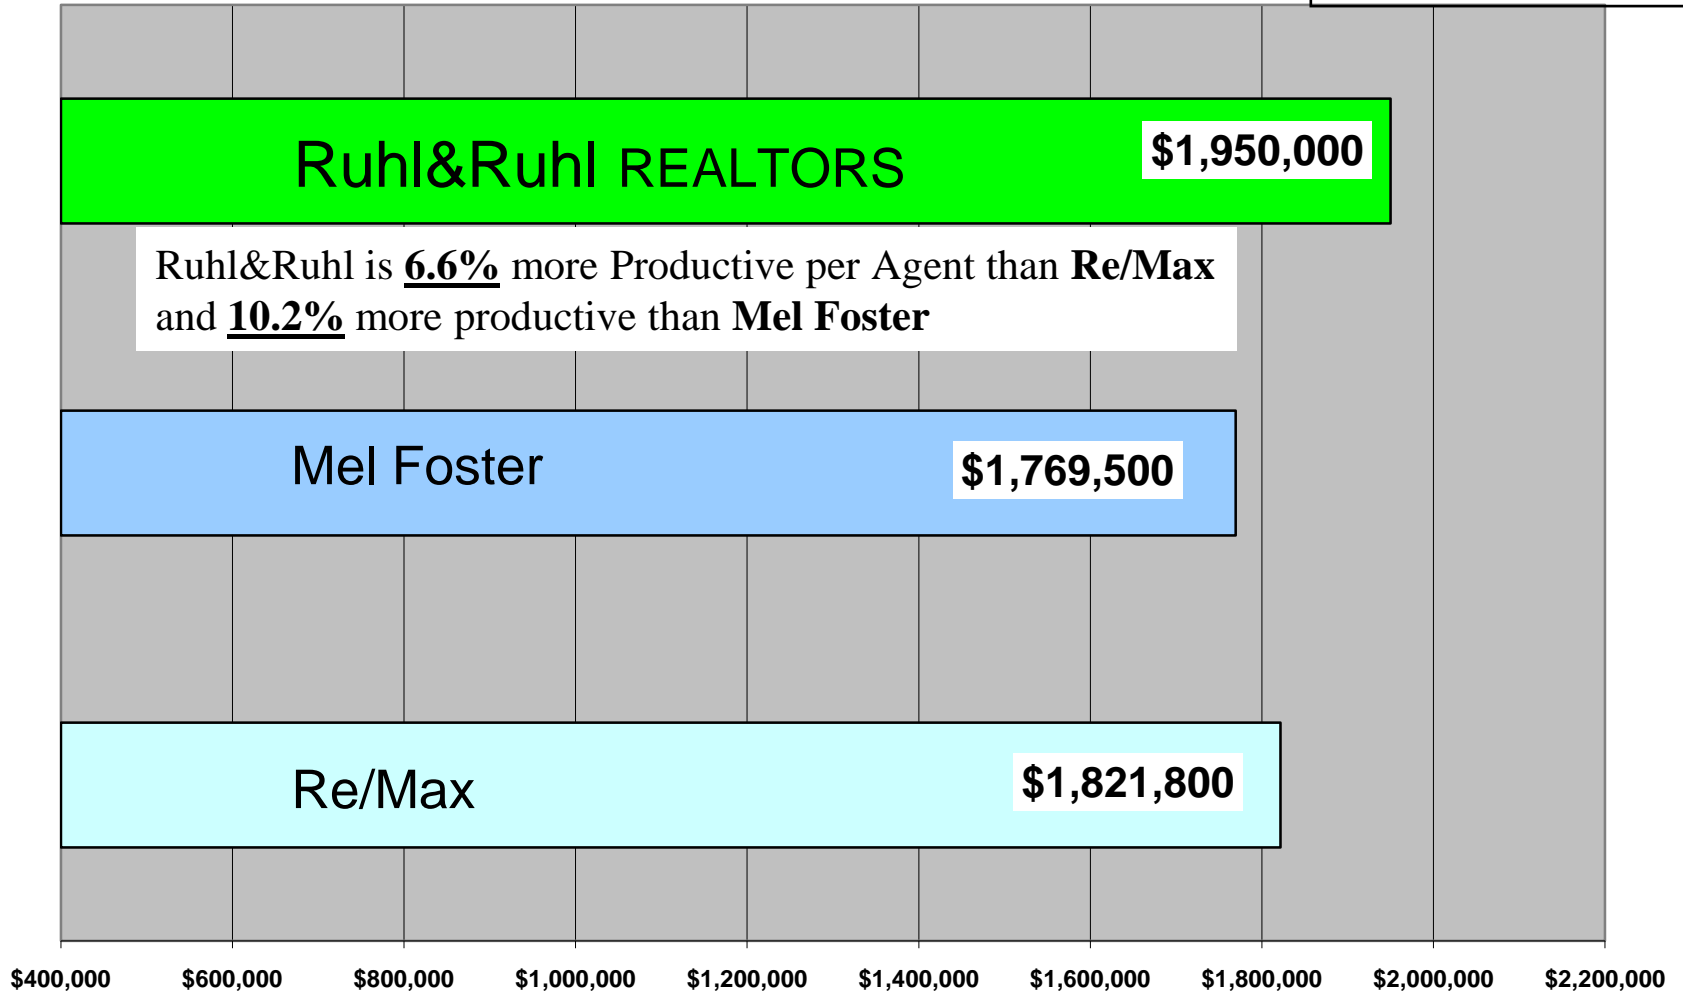 Ruhl&Ruhl REALTORS
$1,950,000
Ruhl&Ruhl is 6.6% more Productive per Agent than Re/Max
and 10.2% more productive than Mel Foster
Mel Foster
$1,769,500
Re/Max
$1,821,800
$400,000 $600,000 $800,000 $1,000,000 $1,200,000 $1,400,000 $1,600,000 $1,800,000 $2,000,000 $2,200,000